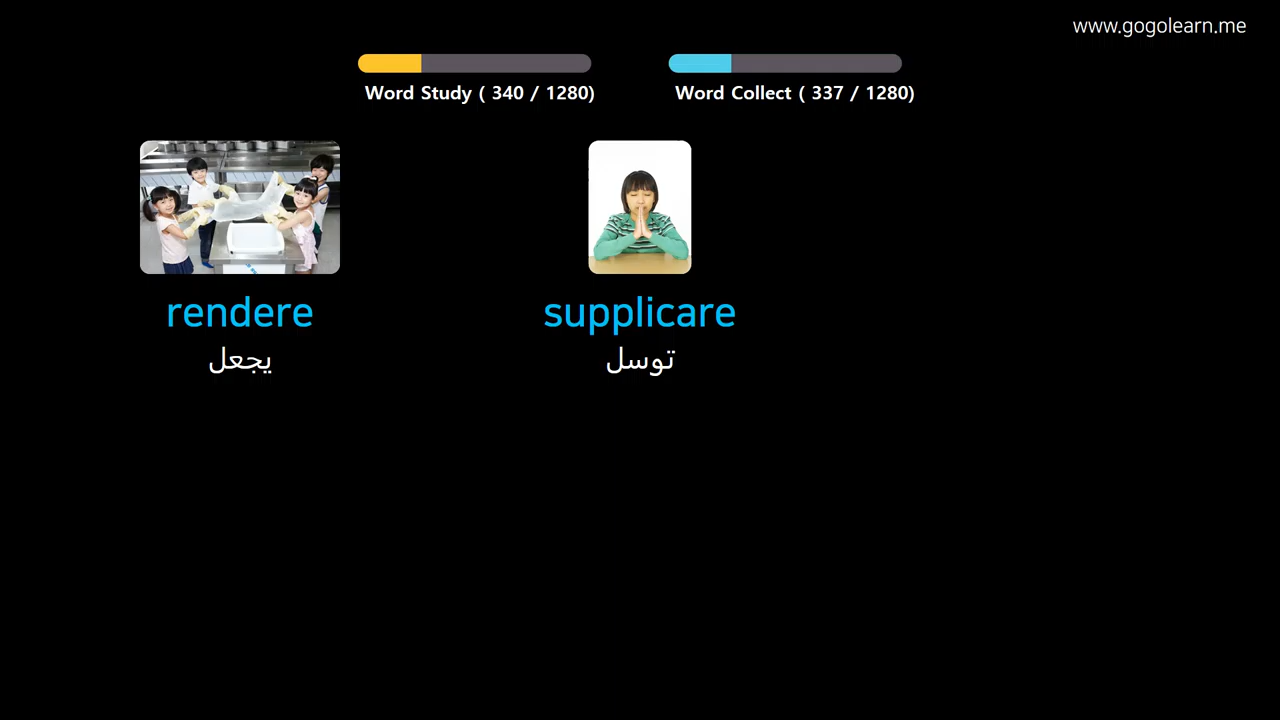 www.gogolearn.me
Word Study ( 340 / 1280)
Word Collect ( 337 / 1280)
rendere
يجعل
supplicare
توسل